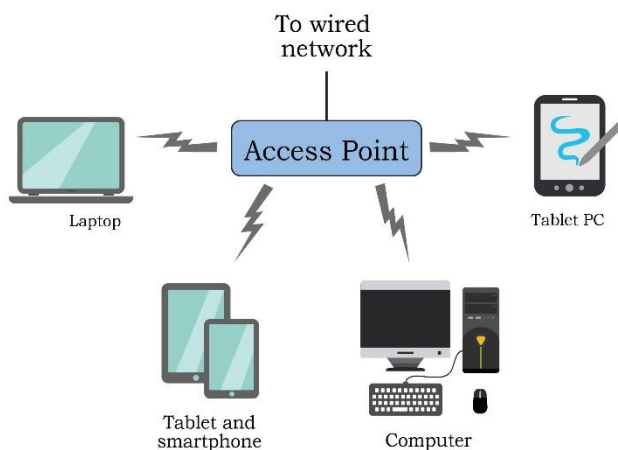 To wired
network
Access Point
Laptop
Tablet PC
Tablet and
smartphone
Computer